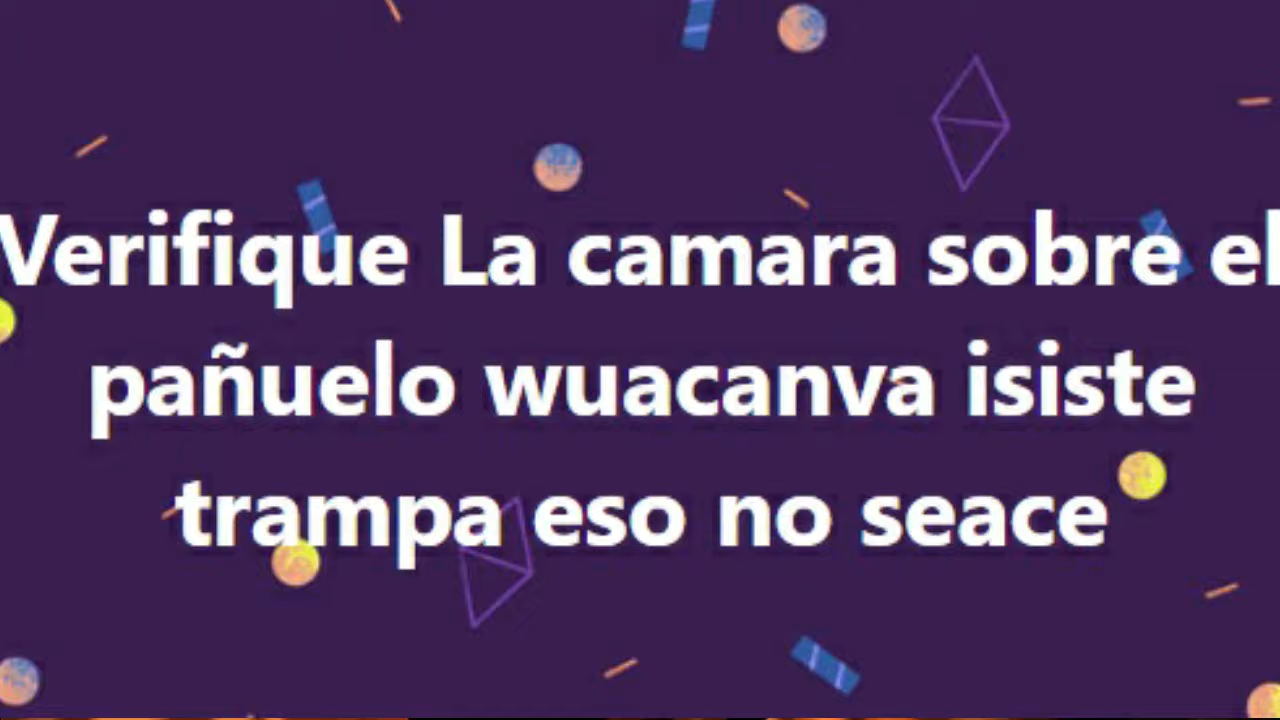 Verifique La camara sobre el
pañuelo wuacanva isiste
trampa eso no seace